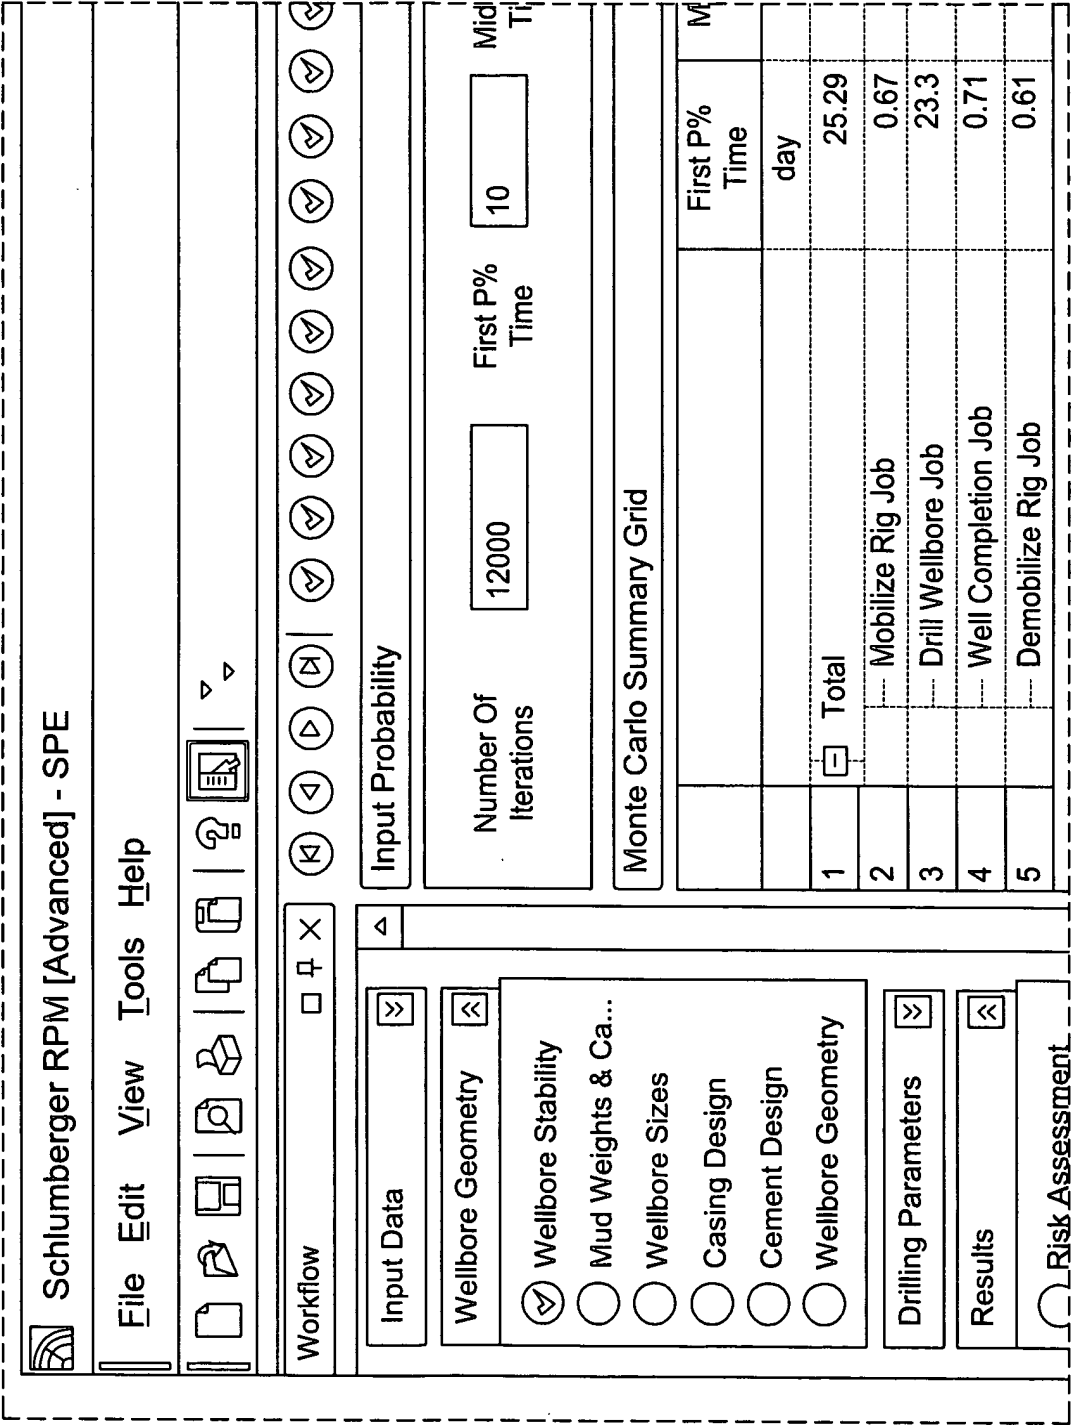 Schlumberger RPM [Advanced] - SPE
File Edit View Tools Help
Workflow
Input Data
Wellbore Geometry
Wellbore Stability
Mud Weights & Ca...
Wellbore Sizes
Casing Design
Cement Design
Wellbore Geometry
Drilling Parameters
Results
Risk Assessment
Input Probability
Number Of
Iterations
12000
First P%
Time
10
Mid
Monte Carlo Summary Grid
First P%
Time
day
1 Total 25.29
2 Mobilize Rig Job 0.67
3 Drill Wellbore Job 23.3
4 Well Completion Job 0.71
5 Demobilize Rig Job 0.61